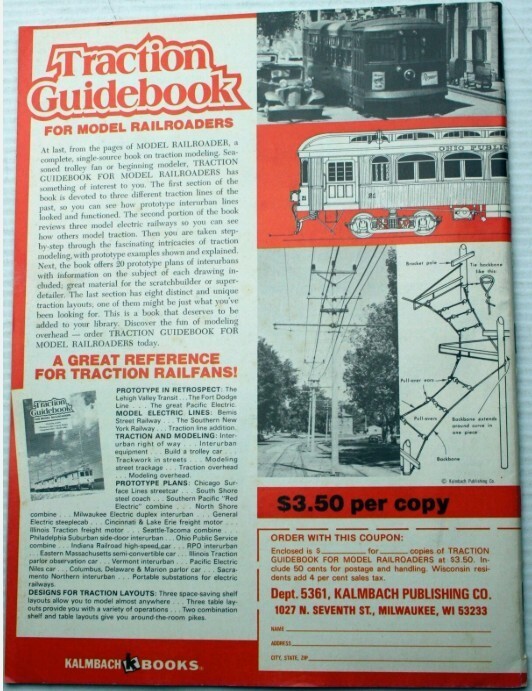 Traction
Guidebook
FOR MODEL RAILROADERS
At last, from the pages of MODEL RAILROADER, a
complete, single-source book on traction modeling. Sea-
soned trolley fan or beginning modeler, TRACTION
GUIDEBOOK FOR MODEL RAILROADERS has
something of interest to you. The first section of the
book is devoted to three different traction lines of the
past, so you can see how prototype interurban lines
looked and functioned. The second portion of the book
reviews three model electric railways so you can see
how others model traction. Then you are taken step-
by-step through the fascinating intricacies of traction
modeling, with prototype examples shown and explained.
Next, the book offers 20 prototype plans of interurbans
with information on the subject of each drawing in-
cluded; great material for the scratchbuilder or super-
detailer. The last section has eight distinct and unique
traction layouts; one of them might be just what you've
been looking for. This is a book that deserves to be
added to your library. Discover the fun of modeling
overhead — order TRACTION GUIDEBOOK FOR
MODEL RAILROADERS today.
A GREAT REFERENCE
FOR TRACTION RAILFANS!
Traction
Guidebook
PROTOTYPE IN RETROSPECT: The
Lehigh Valley Transit . . . The Fort Dodge
Line . . . The great Pacific Electric.
MODEL ELECTRIC LINES: Bemis
Street Railway . . . The Southern New
York Railway . . . Traction line addition.
TRACTION AND MODELING: Inter-
urban right of way . . . Interurban
equipment . . . Build a trolley car . . .
Trackwork in streets . . . Modeling
street trackage . . . Traction overhead
. . . Modeling overhead.
PROTOTYPE PLANS: Chicago Sur-
face Lines streetcar . . . South Shore
steel coach . . . Southern Pacific "Red
Electric" combine . . . North Shore
combine . . . Milwaukee Electric duplex interurban . . . General
Electric steeplecab . . . Cincinnati & Lake Erie freight motor . . .
Illinois Traction freight motor . . . Seattle-Tacoma combine . . .
Philadelphia Suburban side-door interurban . . . Ohio Public Service
combine . . . Indiana Railroad high-speed car . . . RPO interurban
. . . Eastern Massachusetts semi-convertible car . . . Illinois Traction
parlor observation car . . . Vermont interurban . . . Pacific Electric
Niles car . . . Columbus, Delaware & Marion parlor car . . . Sacra-
mento Northern interurban . . . Portable substations for electric
railways.
DESIGNS FOR TRACTION LAYOUTS: Three space-saving shelf
layouts allow you to model almost anywhere . . . Three table lay-
outs provide you with a variety of operations . . . Two combination
shelf and table layouts give you around-the-room pikes.
KALMBACH K BOOKS®
OHIO PUBLIC
21
Bracket pole
Tie backbone
like this
Pull-over ears
Pull-overs
Backbone extends
around curve in
one piece
Backbone
© Kalmbach Publishing Co.
$3.50 per copy
ORDER WITH THIS COUPON:
Enclosed is $______ for______ copies of TRACTION
GUIDEBOOK FOR MODEL RAILROADERS at $3.50. In-
clude 50 cents for postage and handling. Wisconsin resi-
dents add 4 per cent sales tax.
Dept. 5361, KALMBACH PUBLISHING CO.
1027 N. SEVENTH ST., MILWAUKEE, WI 53233
NAME
ADDRESS
CITY, STATE, ZIP